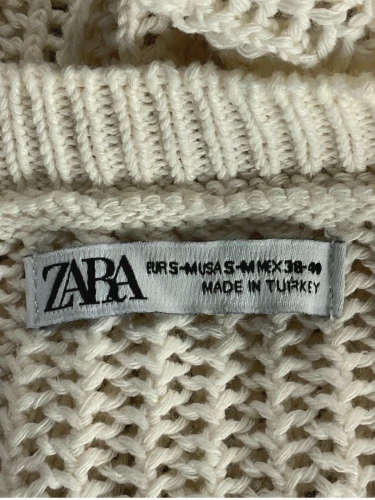 ZARA
EUR S-M USA S-M MEX 38-40
MADE IN TURKEY